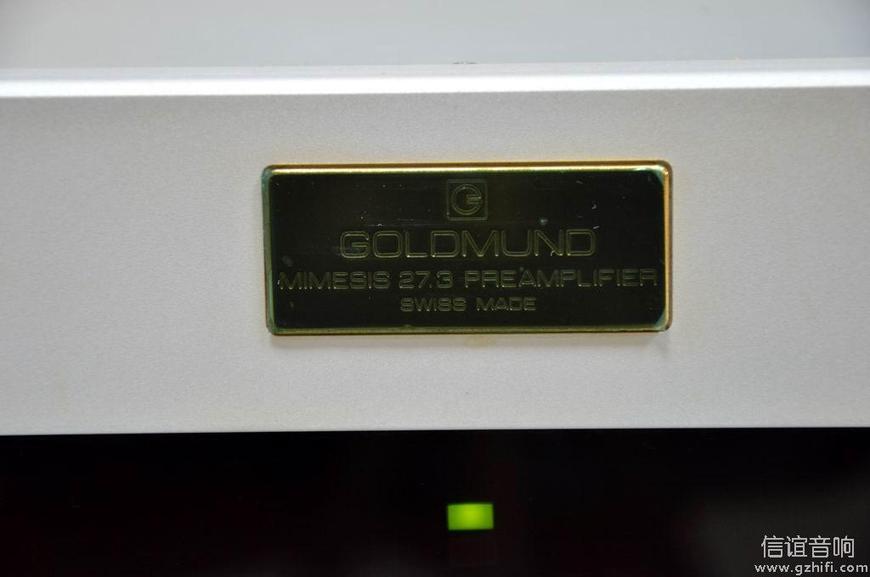 G
GOLDMUND
MIMESIS 27.3 PREAMPLIFIER
SWISS MADE
信谊音响
www.gzhifi.com